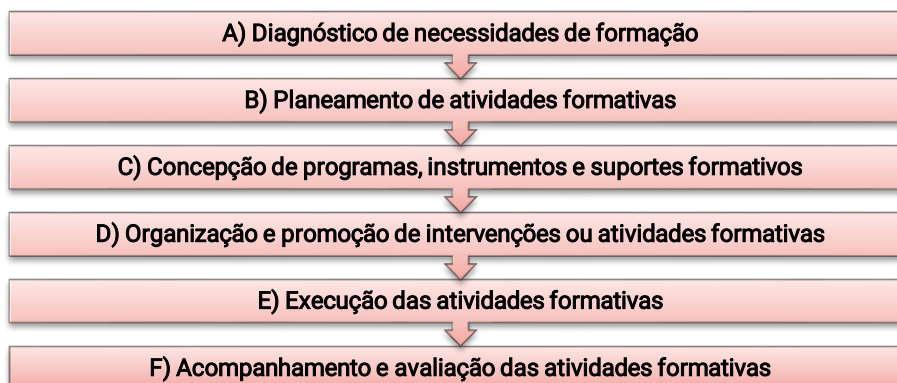 A) Diagnóstico de necessidades de formação
B) Planeamento de atividades formativas
C) Concepção de programas, instrumentos e suportes formativos
D) Organização e promoção de intervenções ou atividades formativas
E) Execução das atividades formativas
F) Acompanhamento e avaliação das atividades formativas